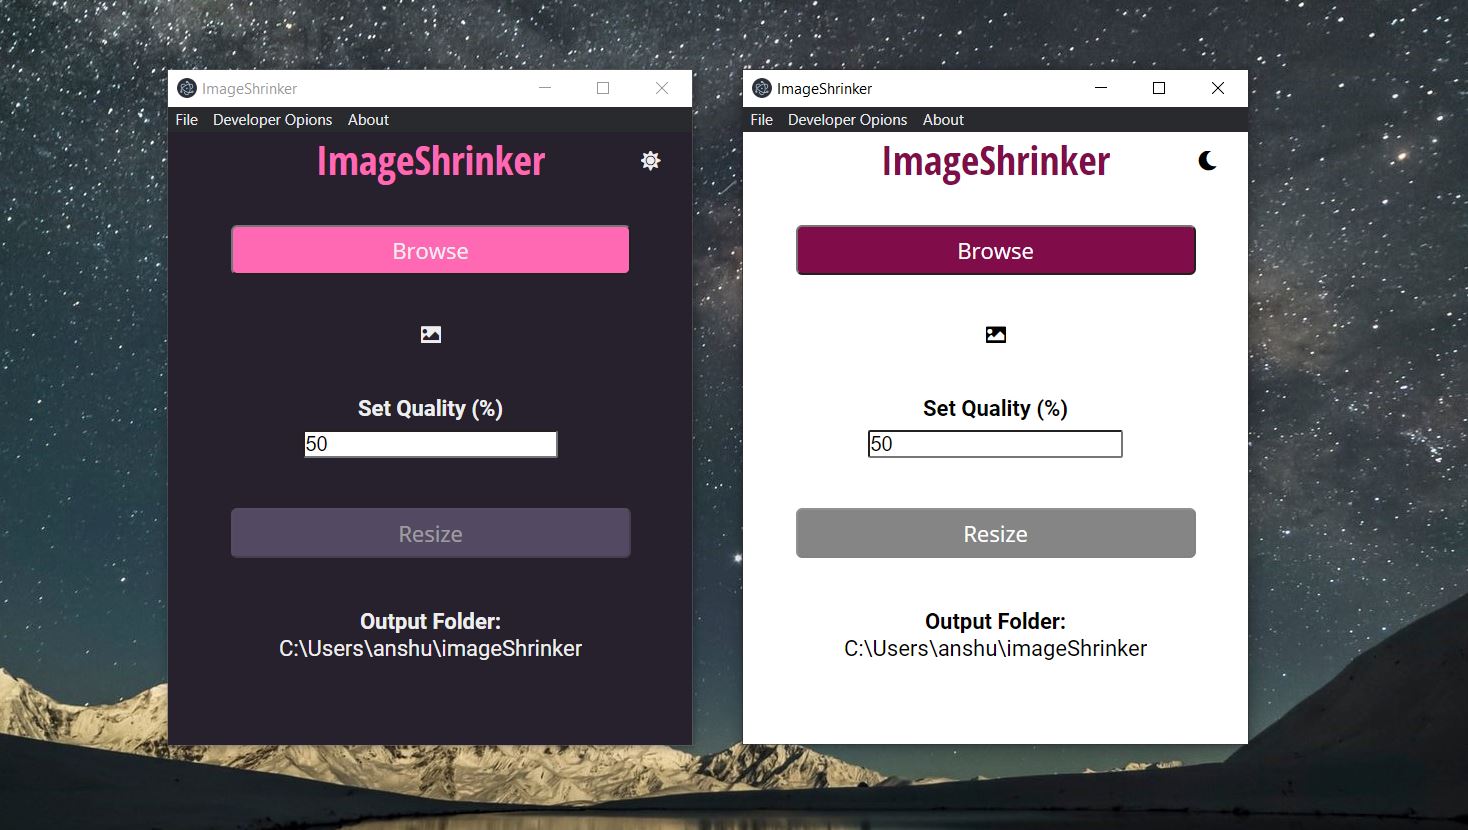 ImageShrinker
File Developer Opions About
ImageShrinker
Browse
Set Quality (%)
50
Resize
Output Folder:
C:\Users\anshu\imageShrinker
ImageShrinker
File Developer Opions About
ImageShrinker
Browse
Set Quality (%)
50
Resize
Output Folder:
C:\Users\anshu\imageShrinker